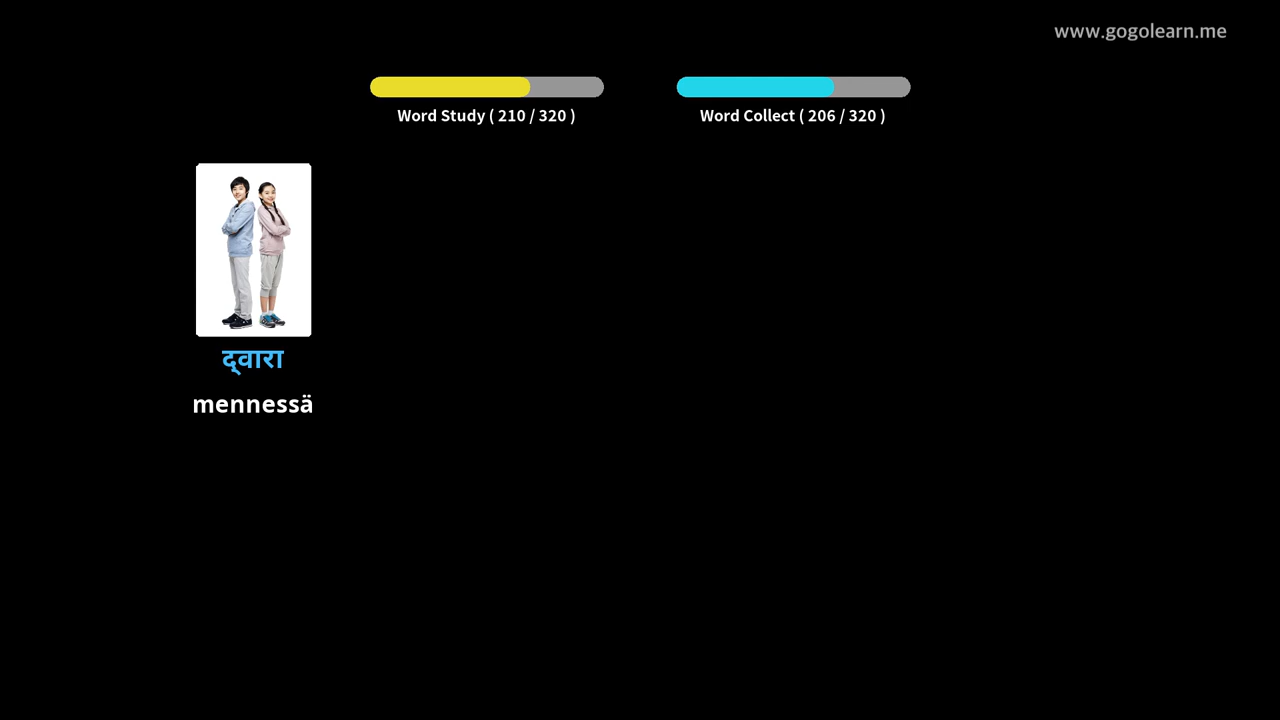 www.gogolearn.me
Word Study ( 210 / 320 )
Word Collect ( 206 / 320 )
द्‌वारा
mennessä